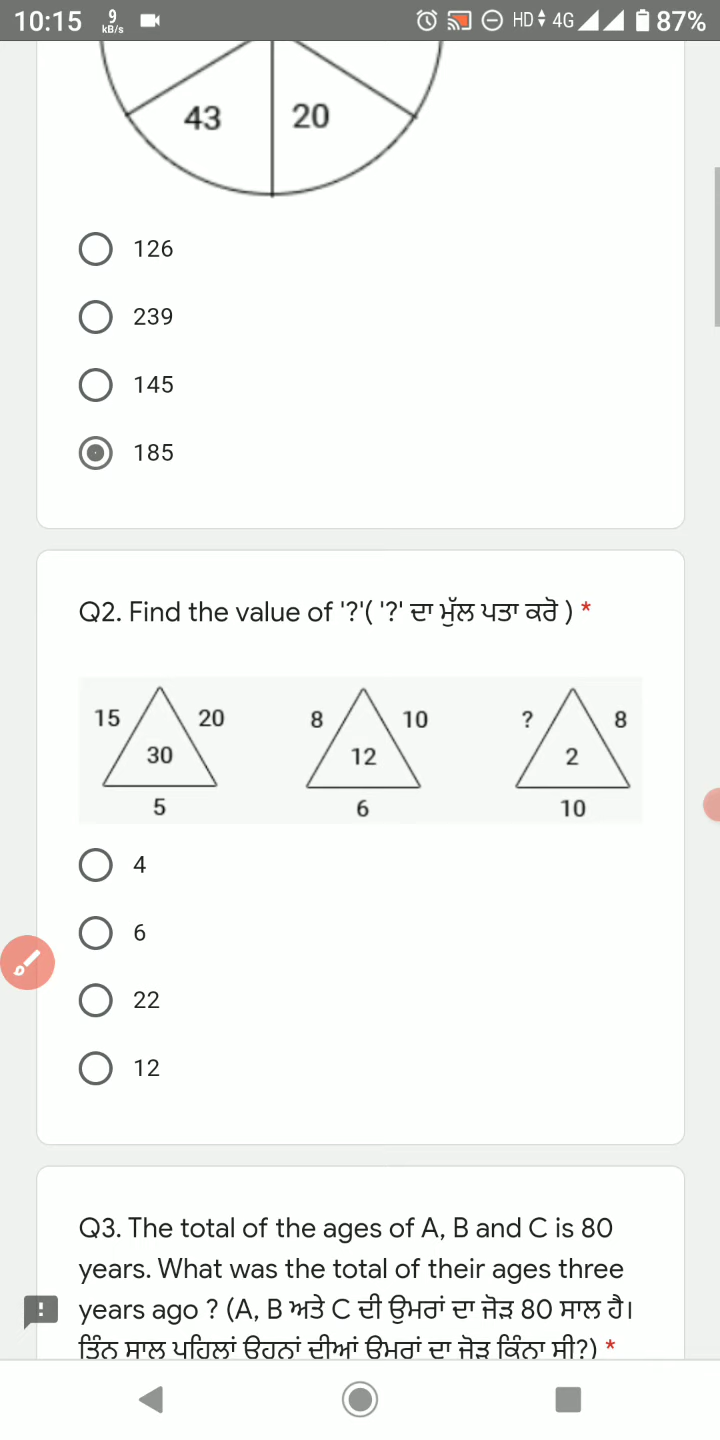 10:15 9 kB/s HD 4G 87%
43 20
126
239
145
185
Q2. Find the value of '?'( '?' ਦਾ ਮੁੱਲ ਪਤਾ ਕਰੋ ) *
15 20 8 10 ? 8
30 12 2
5 6 10
4
6
22
12
Q3. The total of the ages of A, B and C is 80
years. What was the total of their ages three
years ago ? (A, B ਅਤੇ C ਦੀ ਉਮਰਾਂ ਦਾ ਜੋੜ 80 ਸਾਲ ਹੈ।
ਤਿੰਨ ਸਾਲ ਪਹਿਲਾਂ ਉਹਨਾਂ ਦੀਆਂ ਉਮਰਾਂ ਦਾ ਜੋੜ ਕਿੰਨਾ ਸੀ?) *